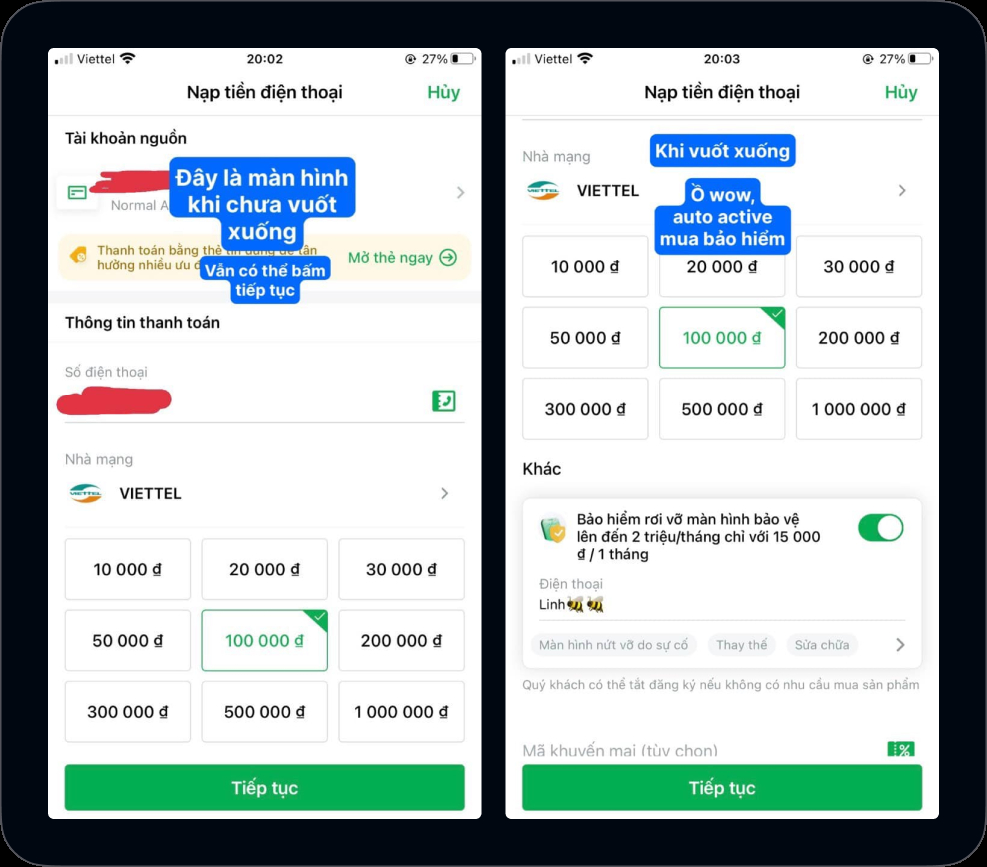 Viettel
20:02
27%
Nạp tiền điện thoại
Hủy
Tài khoản nguồn
Đây là màn hình
khi chưa vuốt
xuống
Normal A
Thanh toán bằng thẻ
hưởng nhiều ưu
Mở thẻ ngay
Vẫn có thể bấm
tiếp tục
Thông tin thanh toán
Số điện thoại
Nhà mạng
VIETTEL
VIETTEL
10 000 ₫
20 000 ₫
30 000 ₫
50 000 ₫
100 000 ₫
200 000 ₫
300 000 ₫
500 000 ₫
1 000 000 ₫
Tiếp tục
Viettel
20:03
27%
Nạp tiền điện thoại
Hủy
Khi vuốt xuống
Nhà mạng
VIETTEL
VIETTEL
Ồ wow,
auto active
mua bảo hiểm
10 000 ₫
20 000 ₫
30 000 ₫
50 000 ₫
100 000 ₫
200 000 ₫
300 000 ₫
500 000 ₫
1 000 000 ₫
Khác
Bảo hiểm rơi vỡ màn hình bảo vệ
lên đến 2 triệu/tháng chỉ với 15 000
₫ / 1 tháng
Điện thoại
Linh🐝🐝
Màn hình nứt vỡ do sự cố
Thay thế
Sửa chữa
Quý khách có thể tắt đăng ký nếu không có nhu cầu mua sản phẩm
Mã khuyến mại (tùy chọn)
Tiếp tục